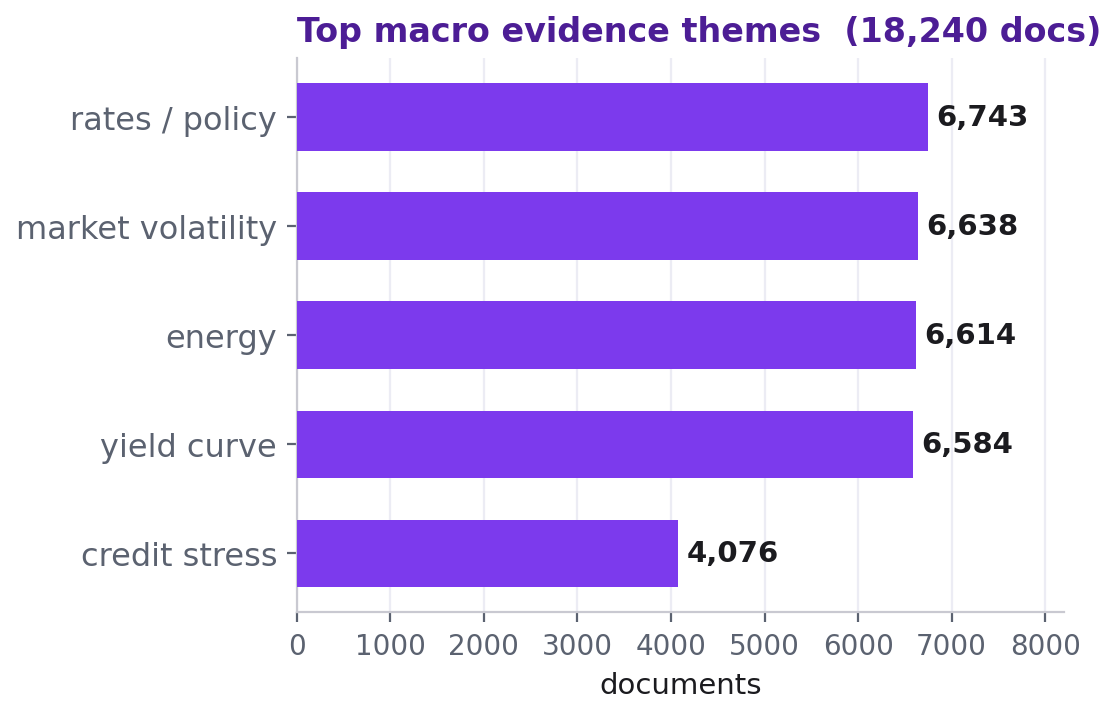 Top macro evidence themes (18,240 docs)
rates / policy 6,743
market volatility 6,638
energy 6,614
yield curve 6,584
credit stress 4,076
0 1000 2000 3000 4000 5000 6000 7000 8000
documents